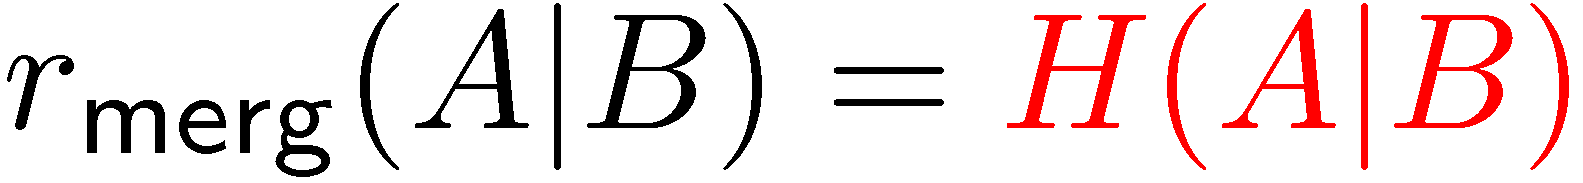 r_merg(A|B) = H(A|B)